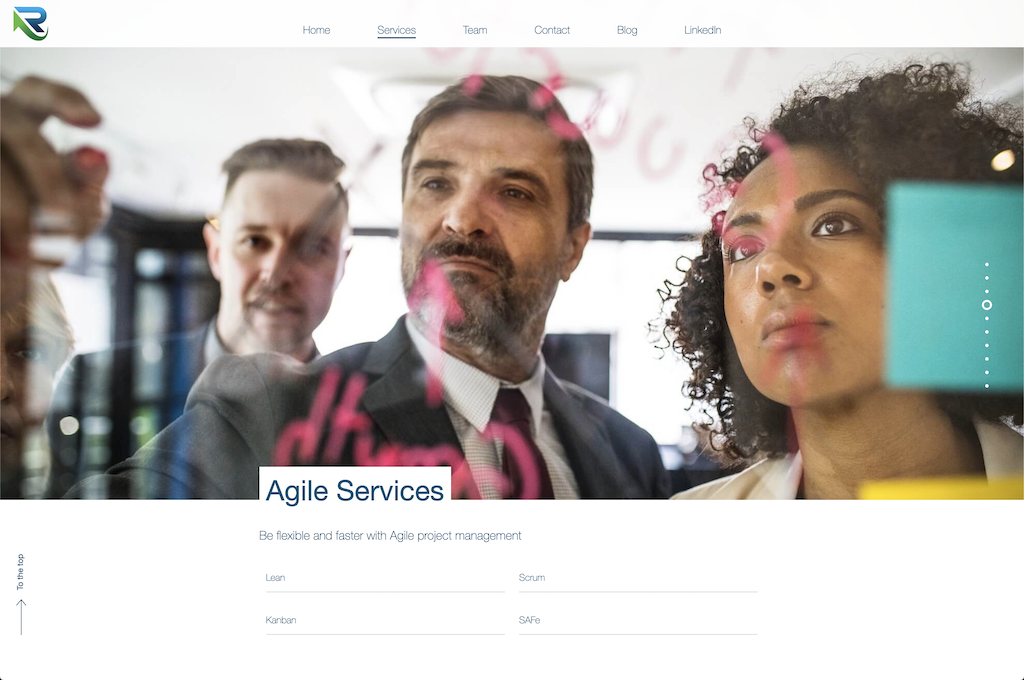 Home Services Team Contact Blog LinkedIn
Agile Services
Be flexible and faster with Agile project management
To the top
Lean Scrum
Kanban SAFe